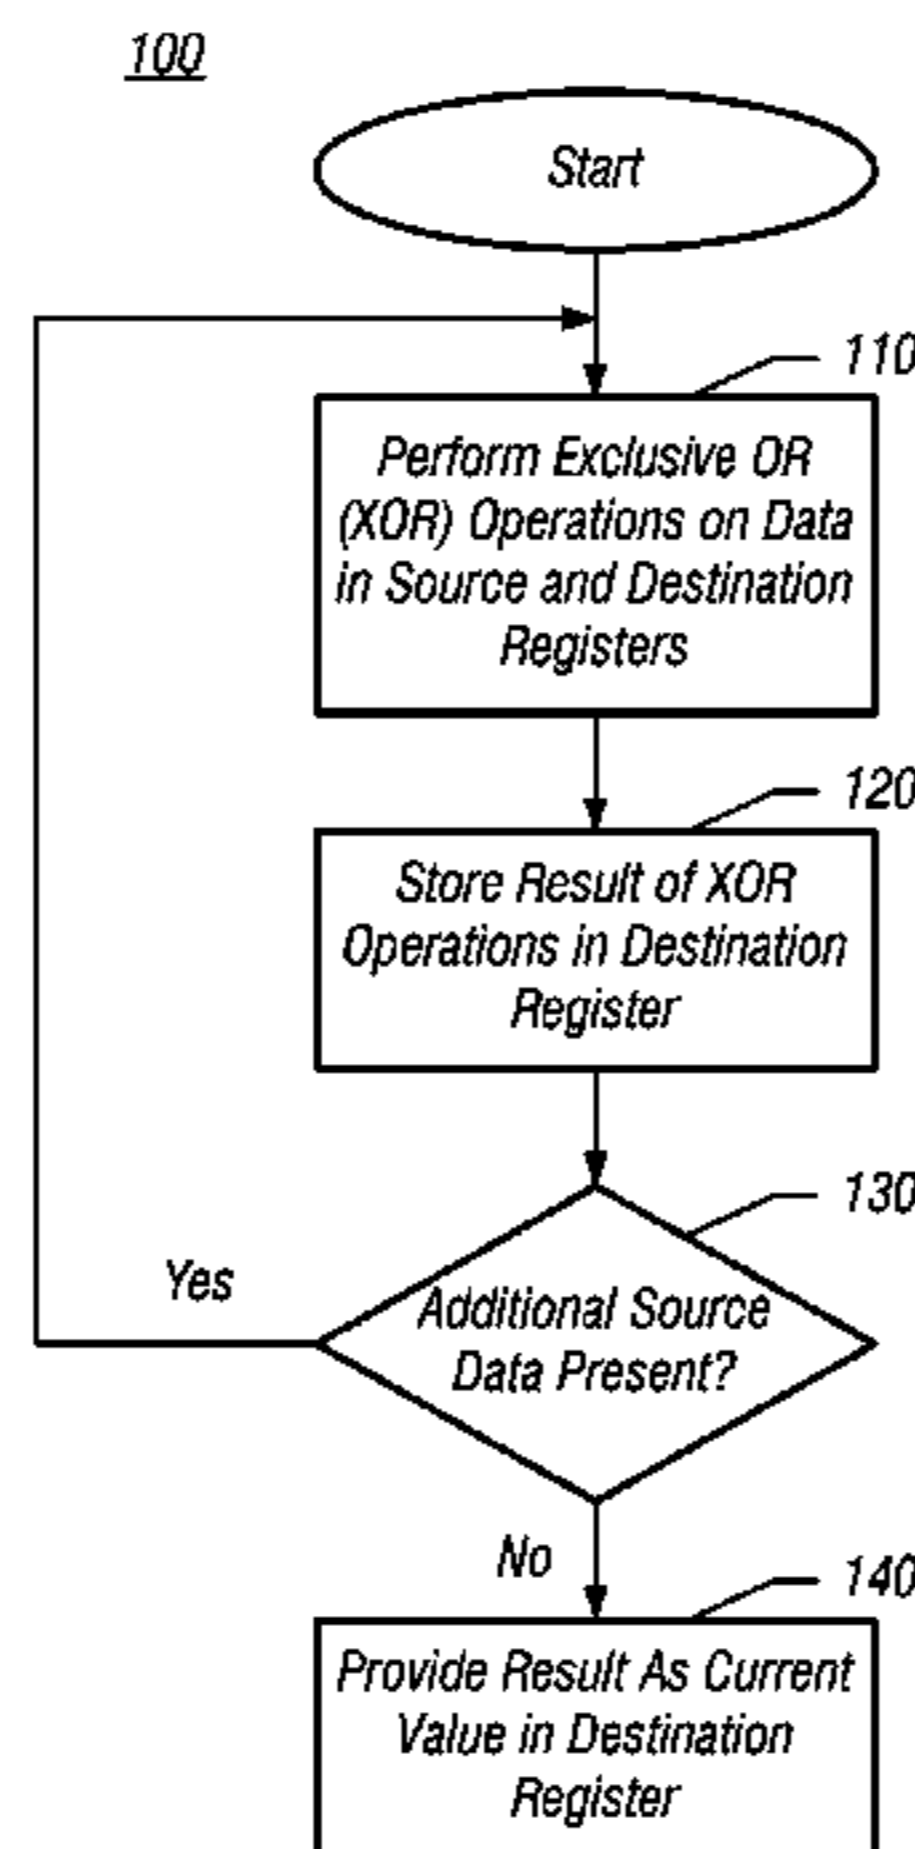 100
Start
110
Perform Exclusive OR
(XOR) Operations on Data
in Source and Destination
Registers
120
Store Result of XOR
Operations in Destination
Register
130
Yes
Additional Source
Data Present?
No
140
Provide Result As Current
Value in Destination
Register